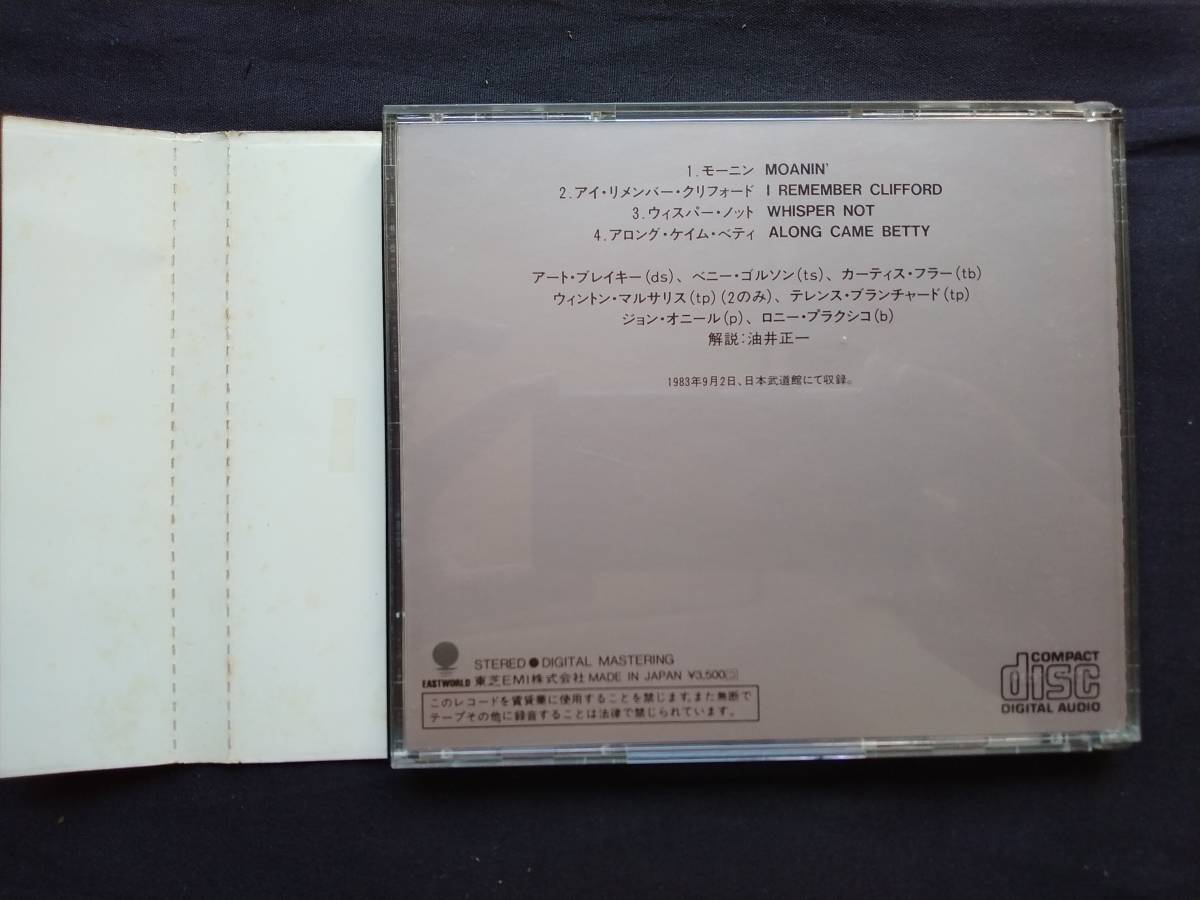 1.モーニン MOANIN'
2.アイ・リメンバー・クリフォード I REMEMBER CLIFFORD
3.ウィスパー・ノット WHISPER NOT
4.アロング・ケイム・ベティ ALONG CAME BETTY
アート・ブレイキー(ds)、ベニー・ゴルソン(ts)、カーティス・フラー(tb)
ウィントン・マルサリス(tp)(2のみ)、テレンス・ブランチャード(tp)
ジョン・オニール(p)、ロニー・プラクシコ(b)
解説:油井正一
1983年9月2日、日本武道館にて収録。
STEREO●DIGITAL MASTERING
EASTWORLD 東芝EMI株式会社 MADE IN JAPAN ¥3,500
このレコードを賃貸業に使用することを禁じます。また無断で
テープその他に録音することは法律で禁じられています。
COMPACT
disc
DIGITAL AUDIO